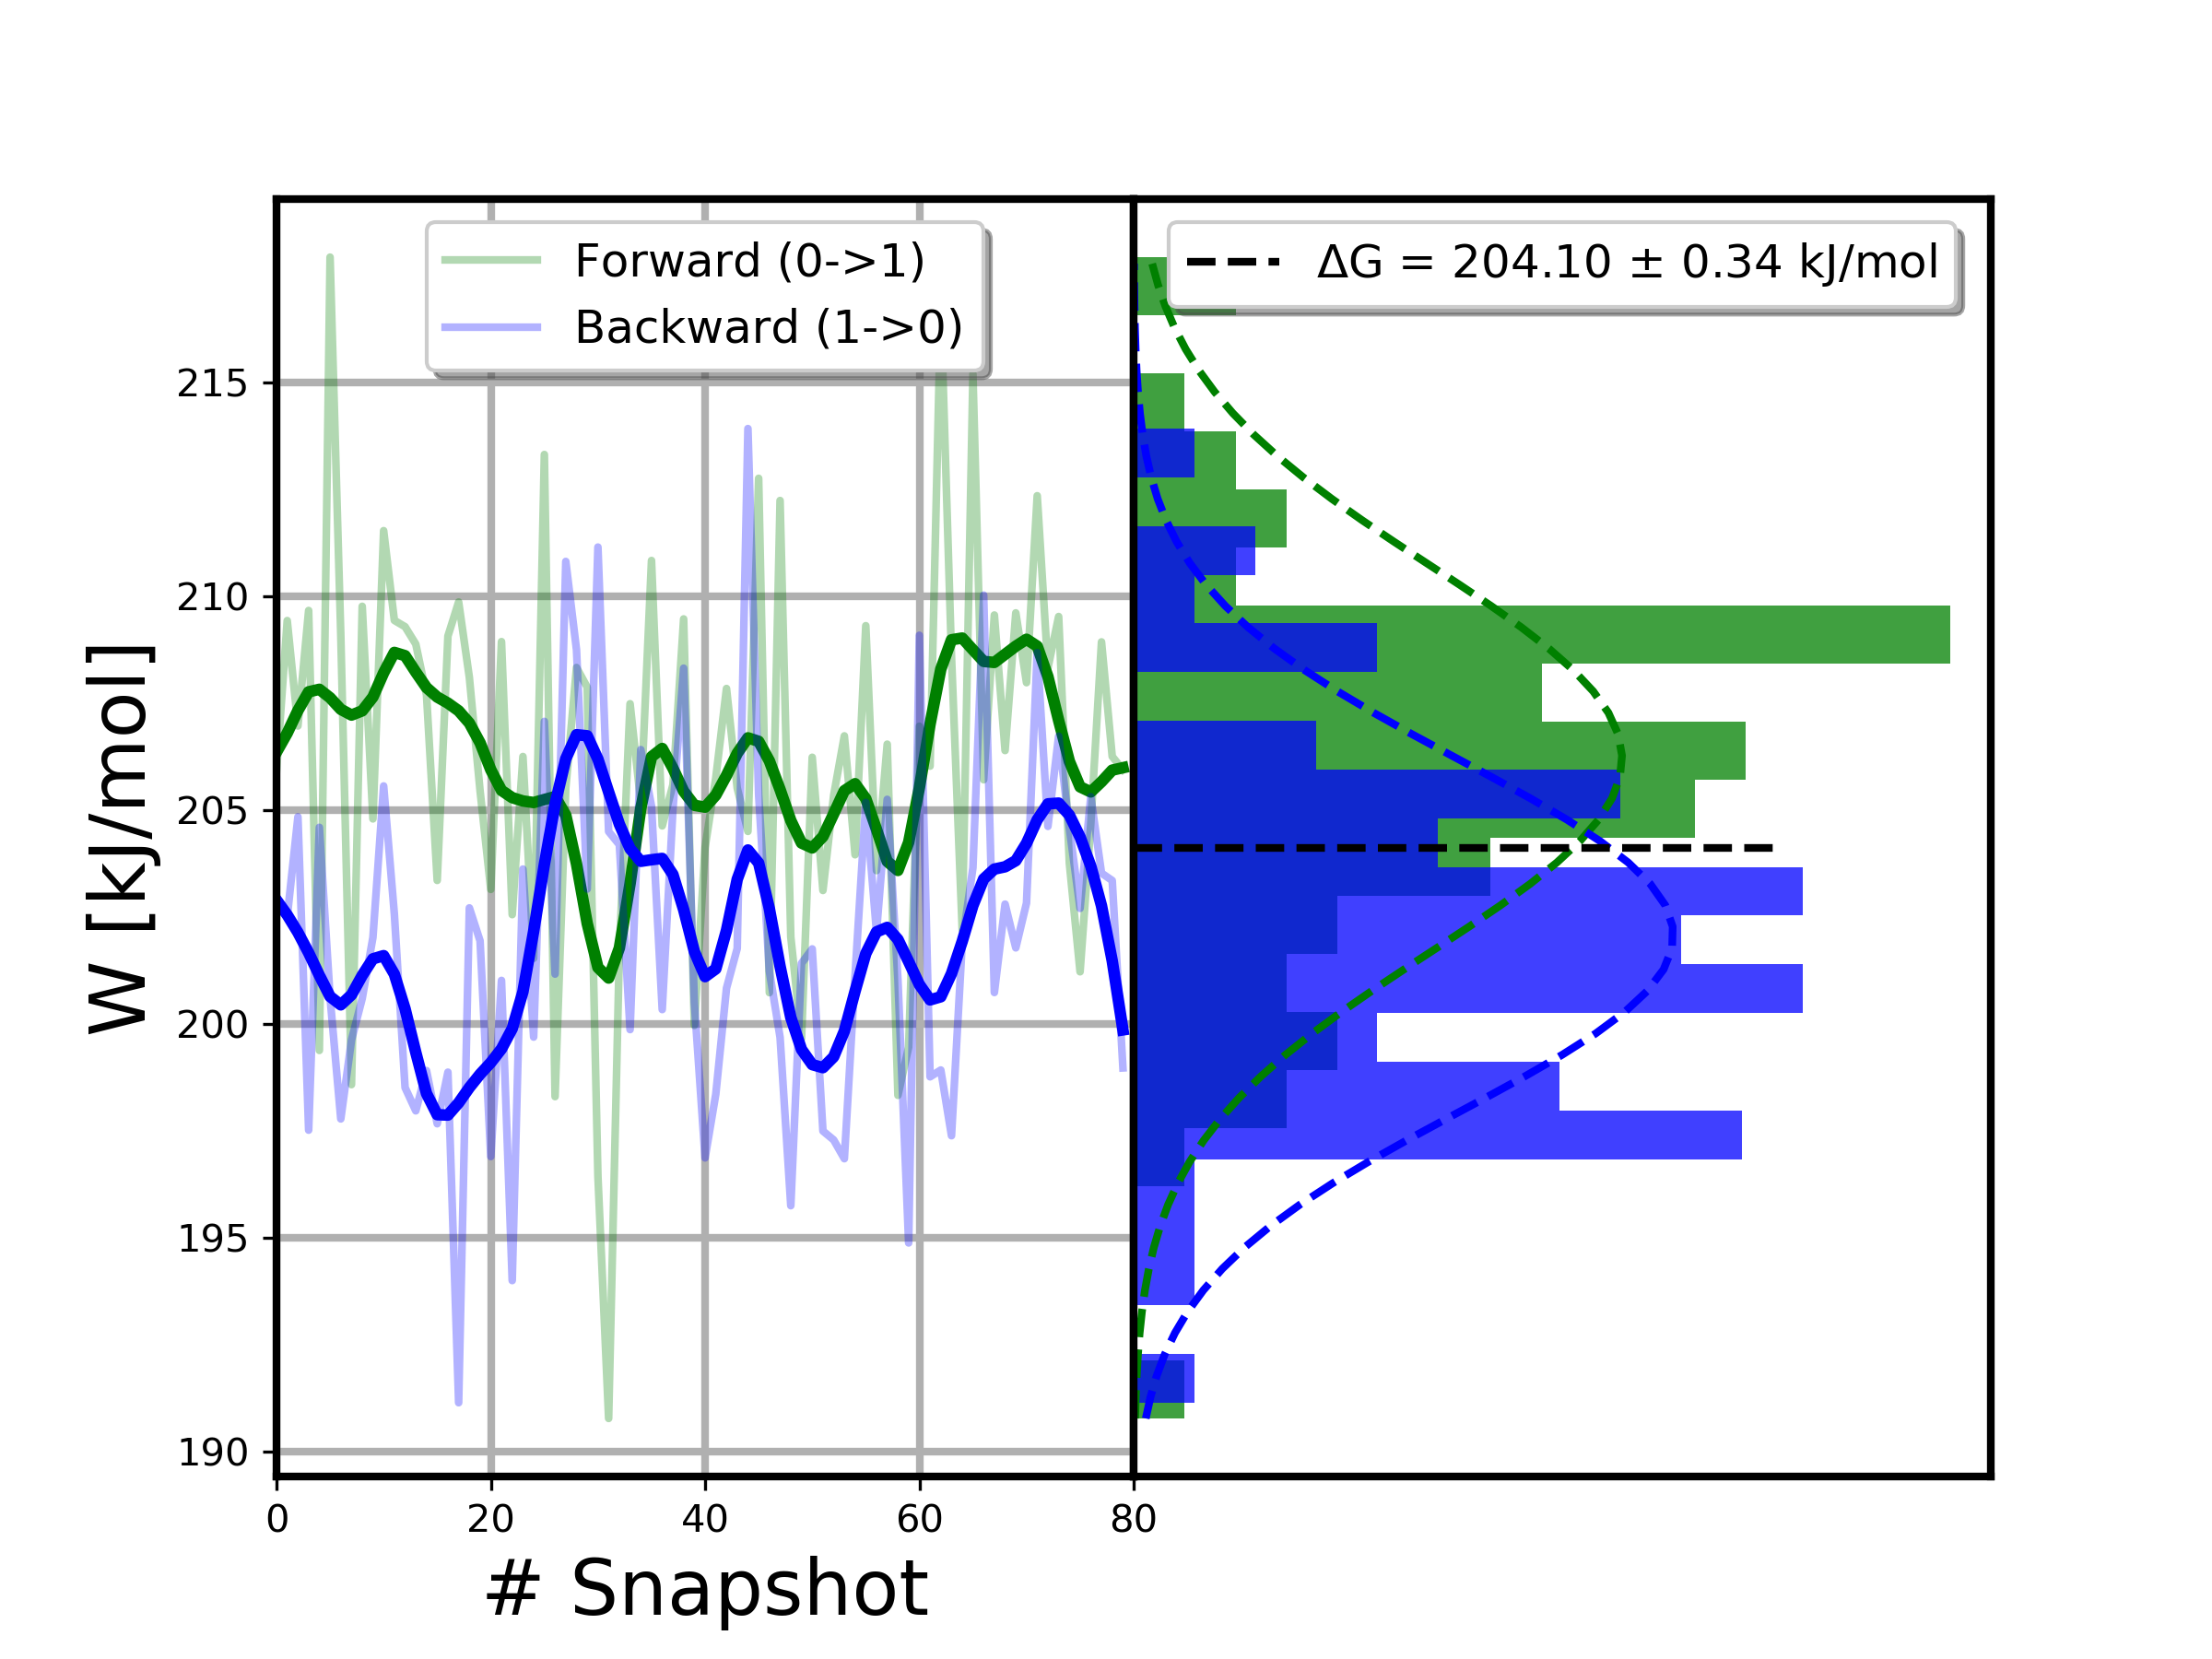 Forward (0->1)
Backward (1->0)
ΔG = 204.10 ± 0.34 kJ/mol
W [kJ/mol]
215
210
205
200
195
190
0 20 40 60 80
# Snapshot